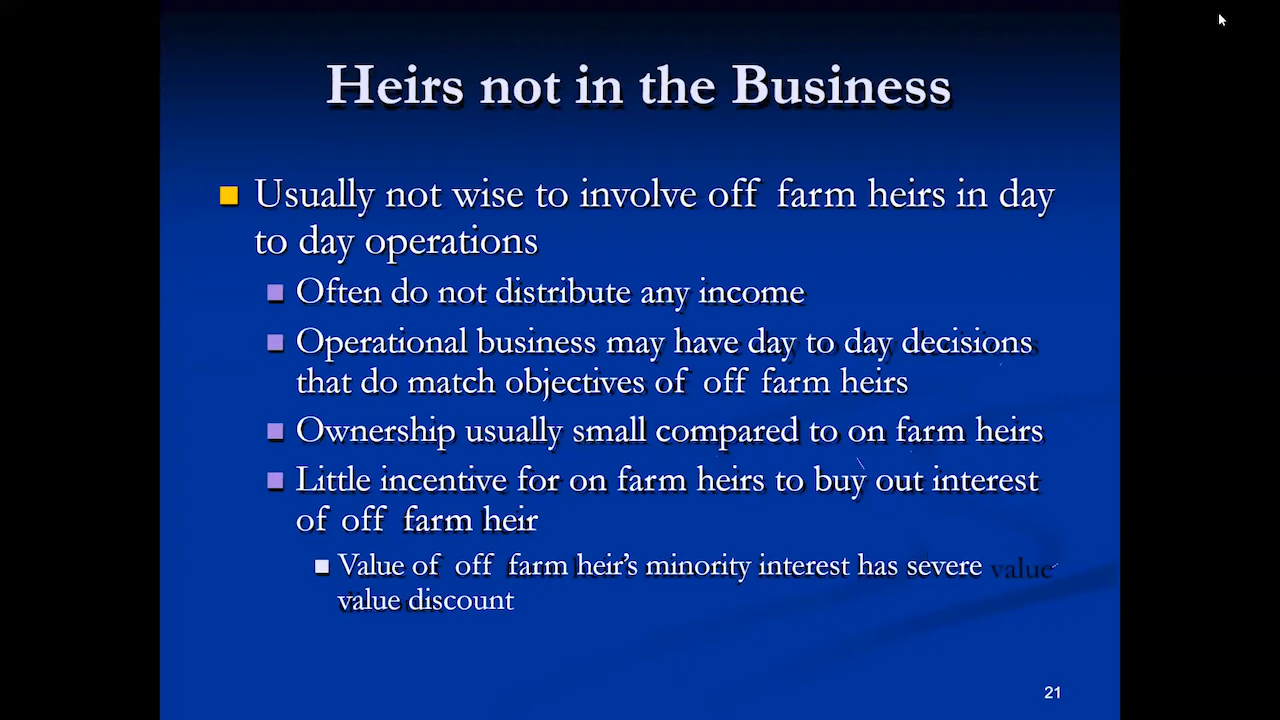 Heirs not in the Business
Usually not wise to involve off farm heirs in day
to day operations
Often do not distribute any income
Operational business may have day to day decisions
that do match objectives of off farm heirs
Ownership usually small compared to on farm heirs
Little incentive for on farm heirs to buy out interest
of off farm heir
Value of off farm heir's minority interest has severe value
value discount
21